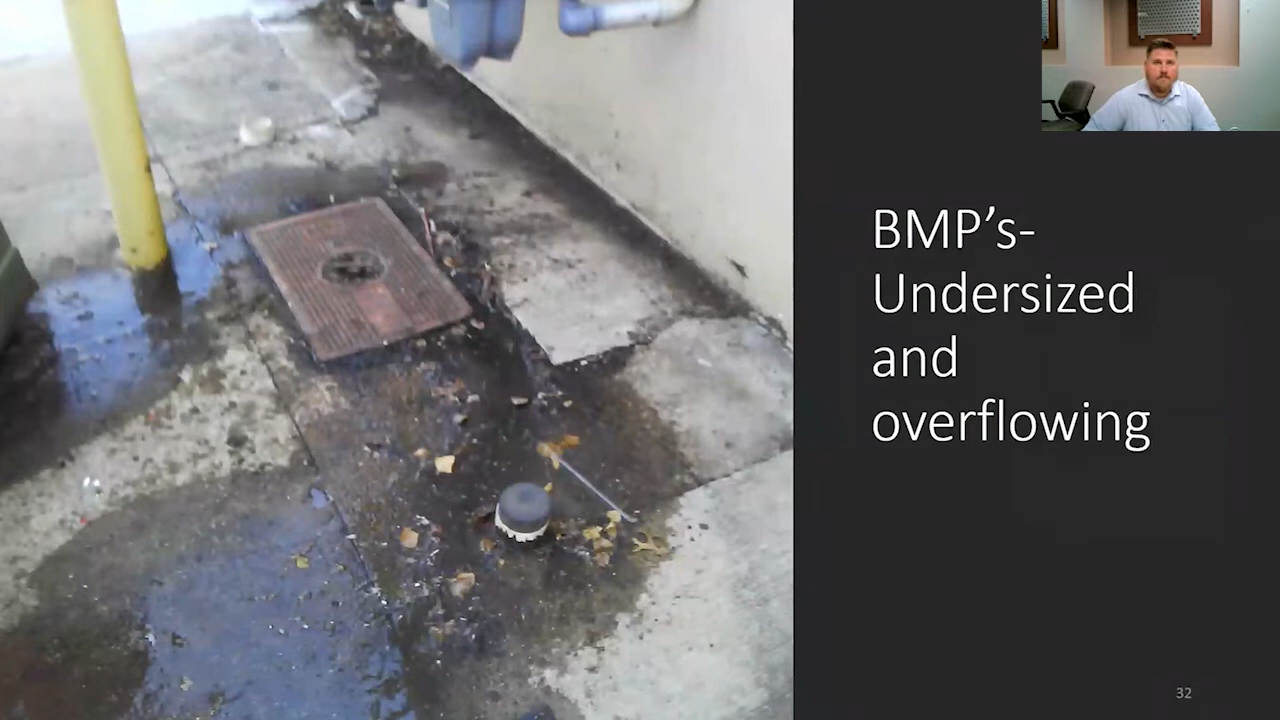 BMP’s-
Undersized
and
overflowing
32